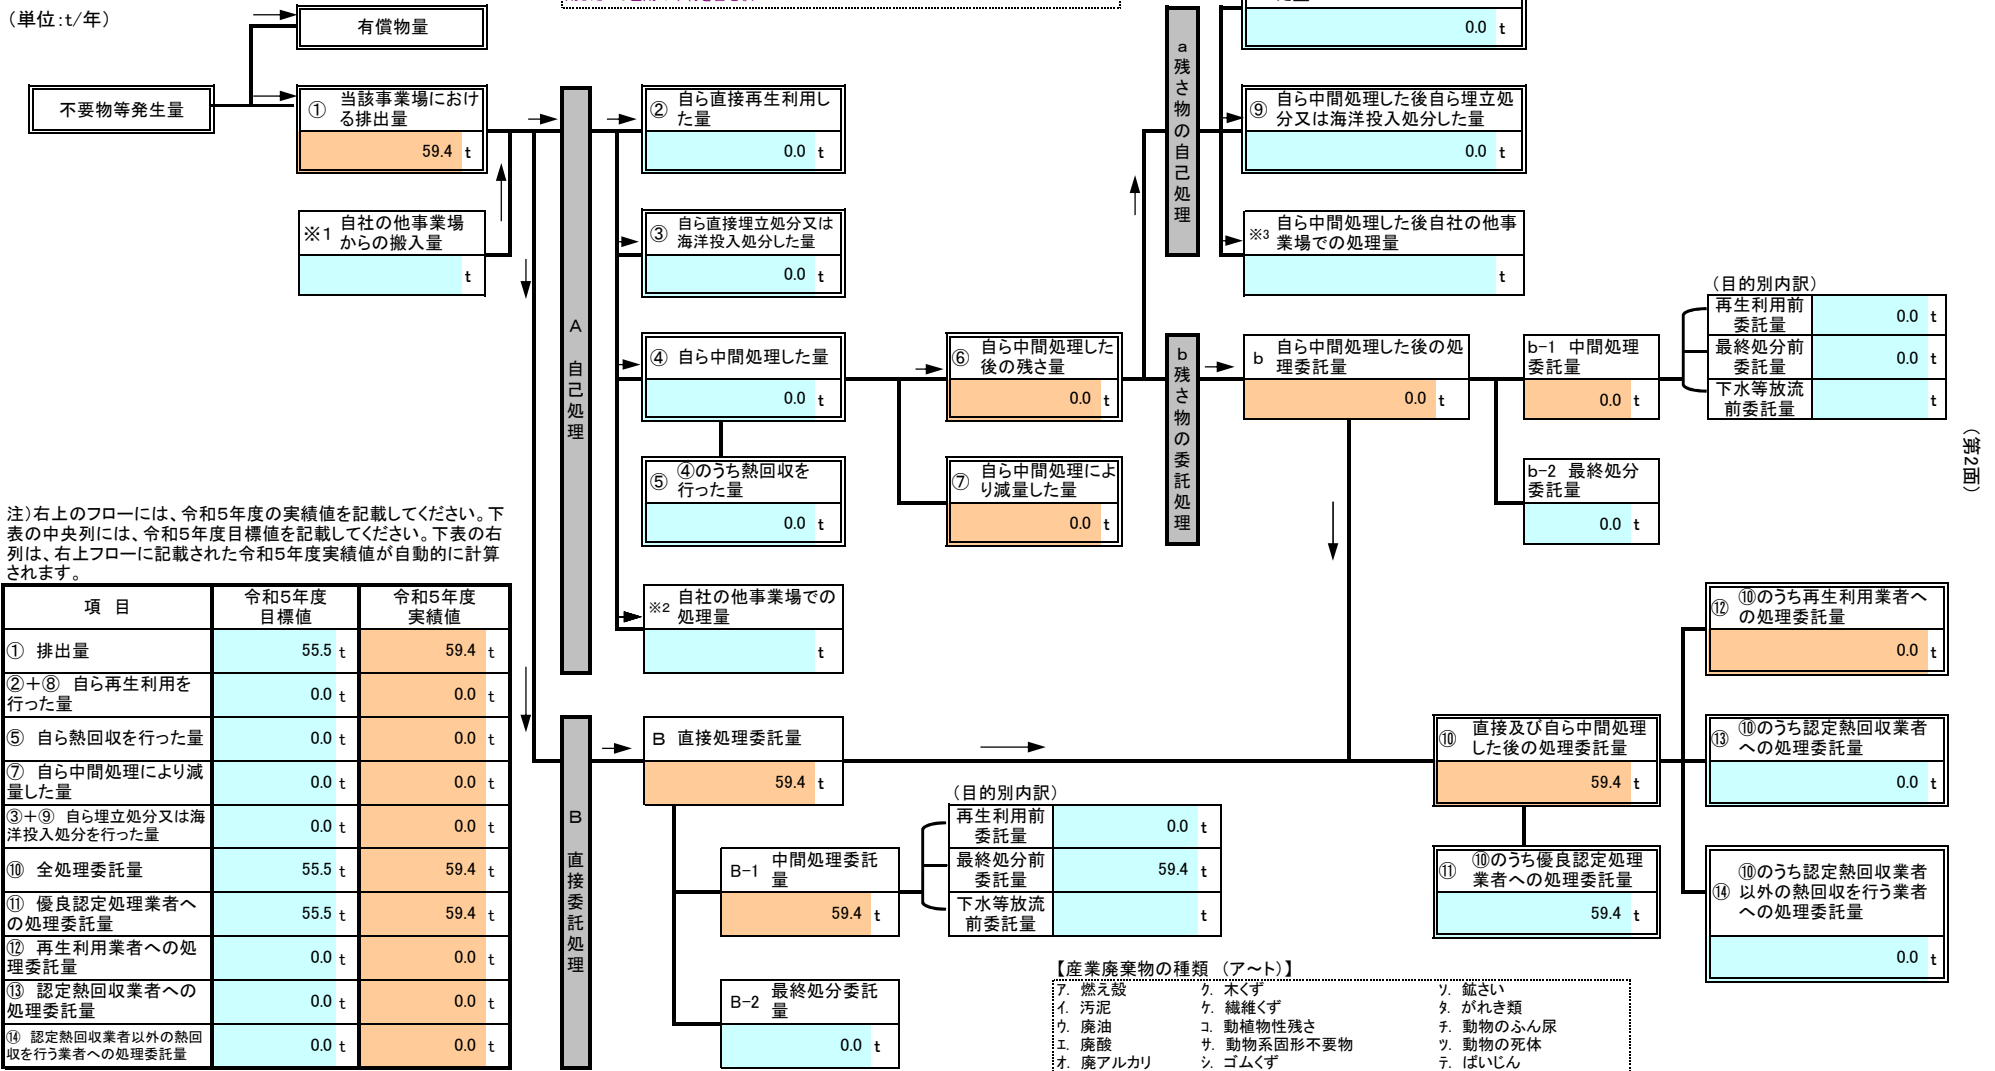 （単位:t/年）
有償物量
不要物等発生量
① 当該事業場におけ
る排出量
59.4 t
※1 自社の他事業場
からの搬入量
t
A 自己処理
② 自ら直接再生利用し
た量
0.0 t
③ 自ら直接埋立処分又は
海洋投入処分した量
0.0 t
④ 自ら中間処理した量
0.0 t
⑤ ④のうち熱回収を
行った量
0.0 t
※2 自社の他事業場での
処理量
t
⑥ 自ら中間処理した
後の残さ量
0.0 t
⑦ 自ら中間処理によ
り減量した量
0.0 t
a 残さ物の自己処理
0.0 t
⑨ 自ら中間処理した後自ら埋立処
分又は海洋投入処分した量
0.0 t
※3 自ら中間処理した後自社の他事
業場での処理量
t
b 残さ物の委託処理
b 自ら中間処理した後の処
理委託量
0.0 t
b-1 中間処理
委託量
0.0 t
b-2 最終処分
委託量
0.0 t
（目的別内訳）
再生利用前
委託量
0.0 t
最終処分前
委託量
0.0 t
下水等放流
前委託量
t
（第2面）
注）右上のフローには、令和5年度の実績値を記載してください。下
表の中央列には、令和5年度目標値を記載してください。下表の右
列は、右上フローに記載された令和5年度実績値が自動的に計算
されます。
項 目 令和5年度 目標値 令和5年度 実績値
① 排出量 55.5 t 59.4 t
②＋⑧ 自ら再生利用を
行った量 0.0 t 0.0 t
⑤ 自ら熱回収を行った量 0.0 t 0.0 t
⑦ 自ら中間処理により減
量した量 0.0 t 0.0 t
③＋⑨ 自ら埋立処分又は海
洋投入処分を行った量 0.0 t 0.0 t
⑩ 全処理委託量 55.5 t 59.4 t
⑪ 優良認定処理業者へ
の処理委託量 55.5 t 59.4 t
⑫ 再生利用業者への処
理委託量 0.0 t 0.0 t
⑬ 認定熱回収業者への
処理委託量 0.0 t 0.0 t
⑭ 認定熱回収業者以外の熱回
収を行う業者への処理委託量 0.0 t 0.0 t
B 直接委託処理
B 直接処理委託量
59.4 t
B-1 中間処理委託
量
59.4 t
B-2 最終処分委託
量
0.0 t
（目的別内訳）
再生利用前
委託量
0.0 t
最終処分前
委託量
59.4 t
下水等放流
前委託量
t
⑩ 直接及び自ら中間処理
した後の処理委託量
59.4 t
⑪ ⑩のうち優良認定処理
業者への処理委託量
59.4 t
⑫ ⑩のうち再生利用業者へ
の処理委託量
0.0 t
⑬ ⑩のうち認定熱回収業者
への処理委託量
0.0 t
⑭ ⑩のうち認定熱回収業者
以外の熱回収を行う業者
への処理委託量
0.0 t
【産業廃棄物の種類 （ア～ト）】
ア. 燃え殻 ク. 木くず ソ. 鉱さい
イ. 汚泥 ケ. 繊維くず タ. がれき類
ウ. 廃油 コ. 動植物性残さ チ. 動物のふん尿
エ. 廃酸 サ. 動物系固形不要物 ツ. 動物の死体
オ. 廃アルカリ シ. ゴムくず テ. ばいじん